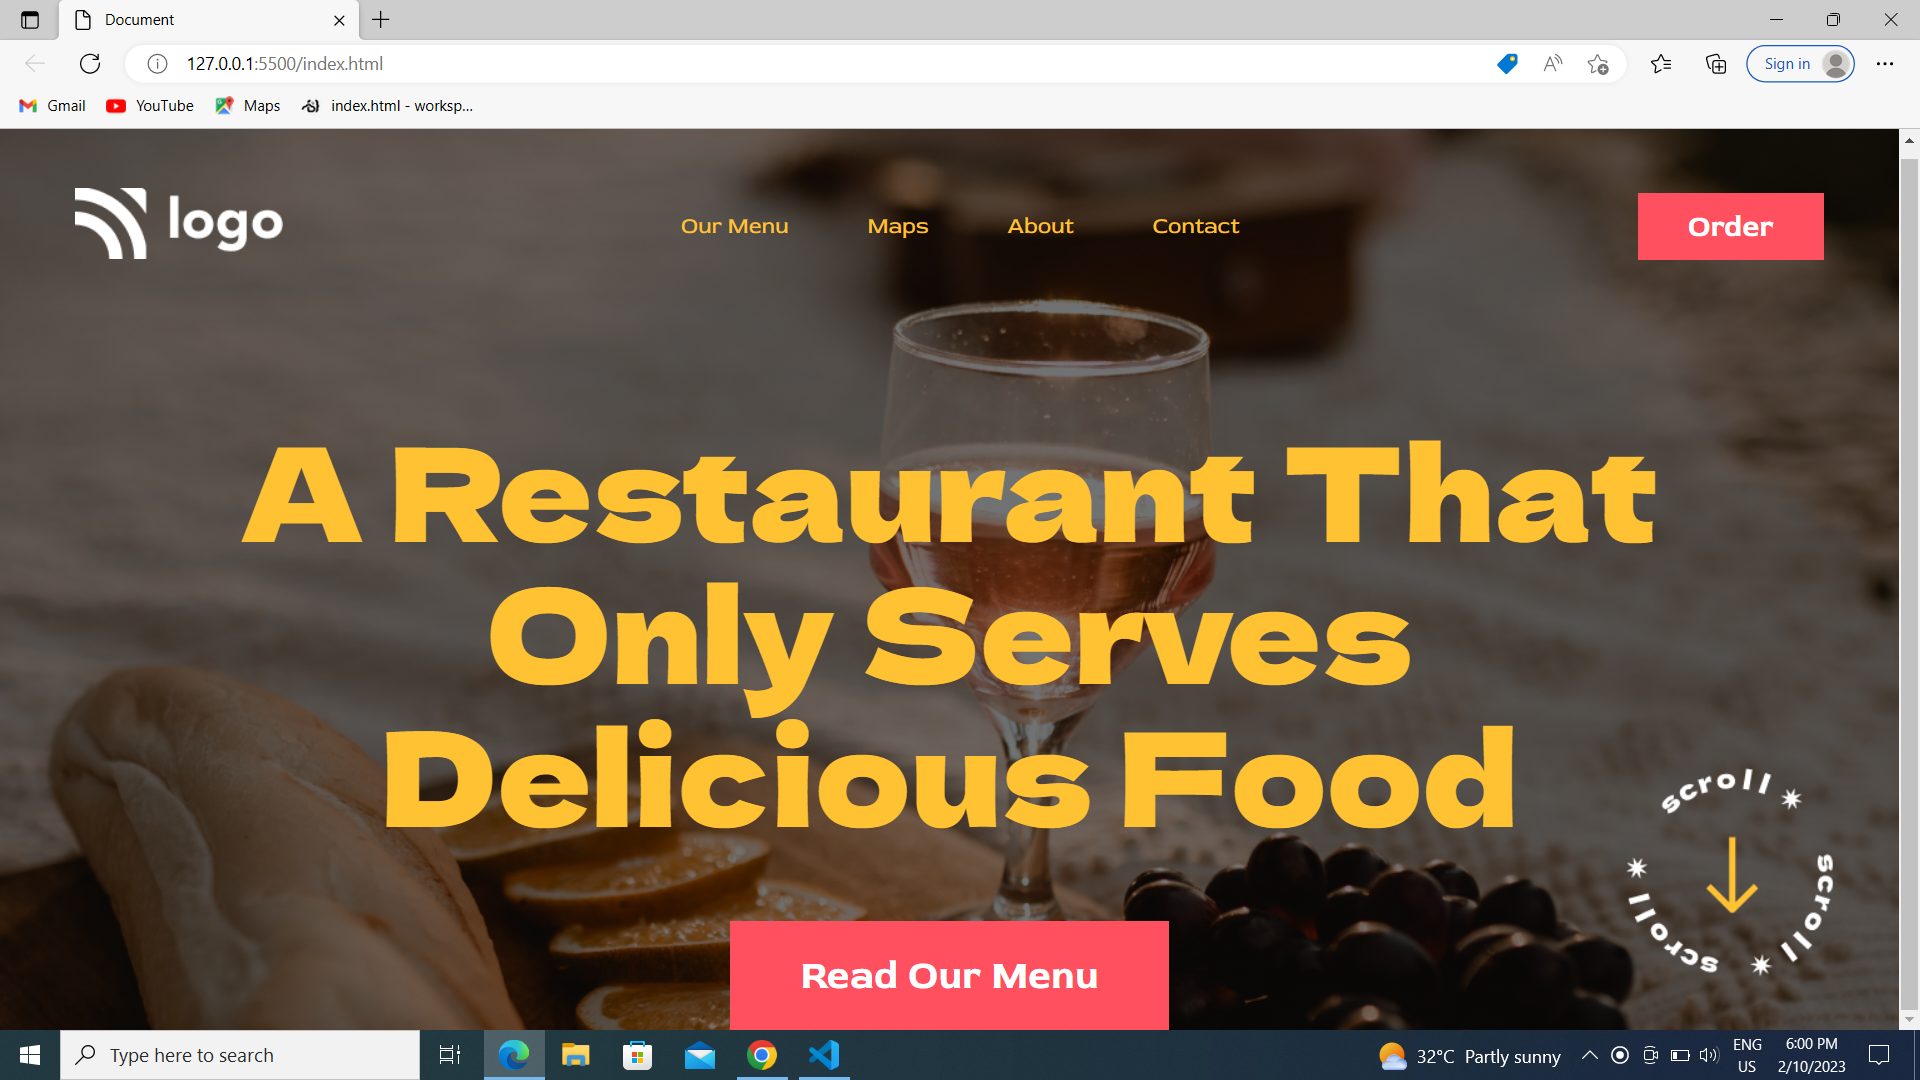 Document
127.0.0.1:5500/index.html
Sign in
Gmail
YouTube
Maps
index.html - worksp...
logo
Our Menu
Maps
About
Contact
Order
A Restaurant That
Only Serves
Delicious Food
scroll
scroll
scroll
Read Our Menu
Type here to search
32°C Partly sunny
ENG
US
6:00 PM
2/10/2023